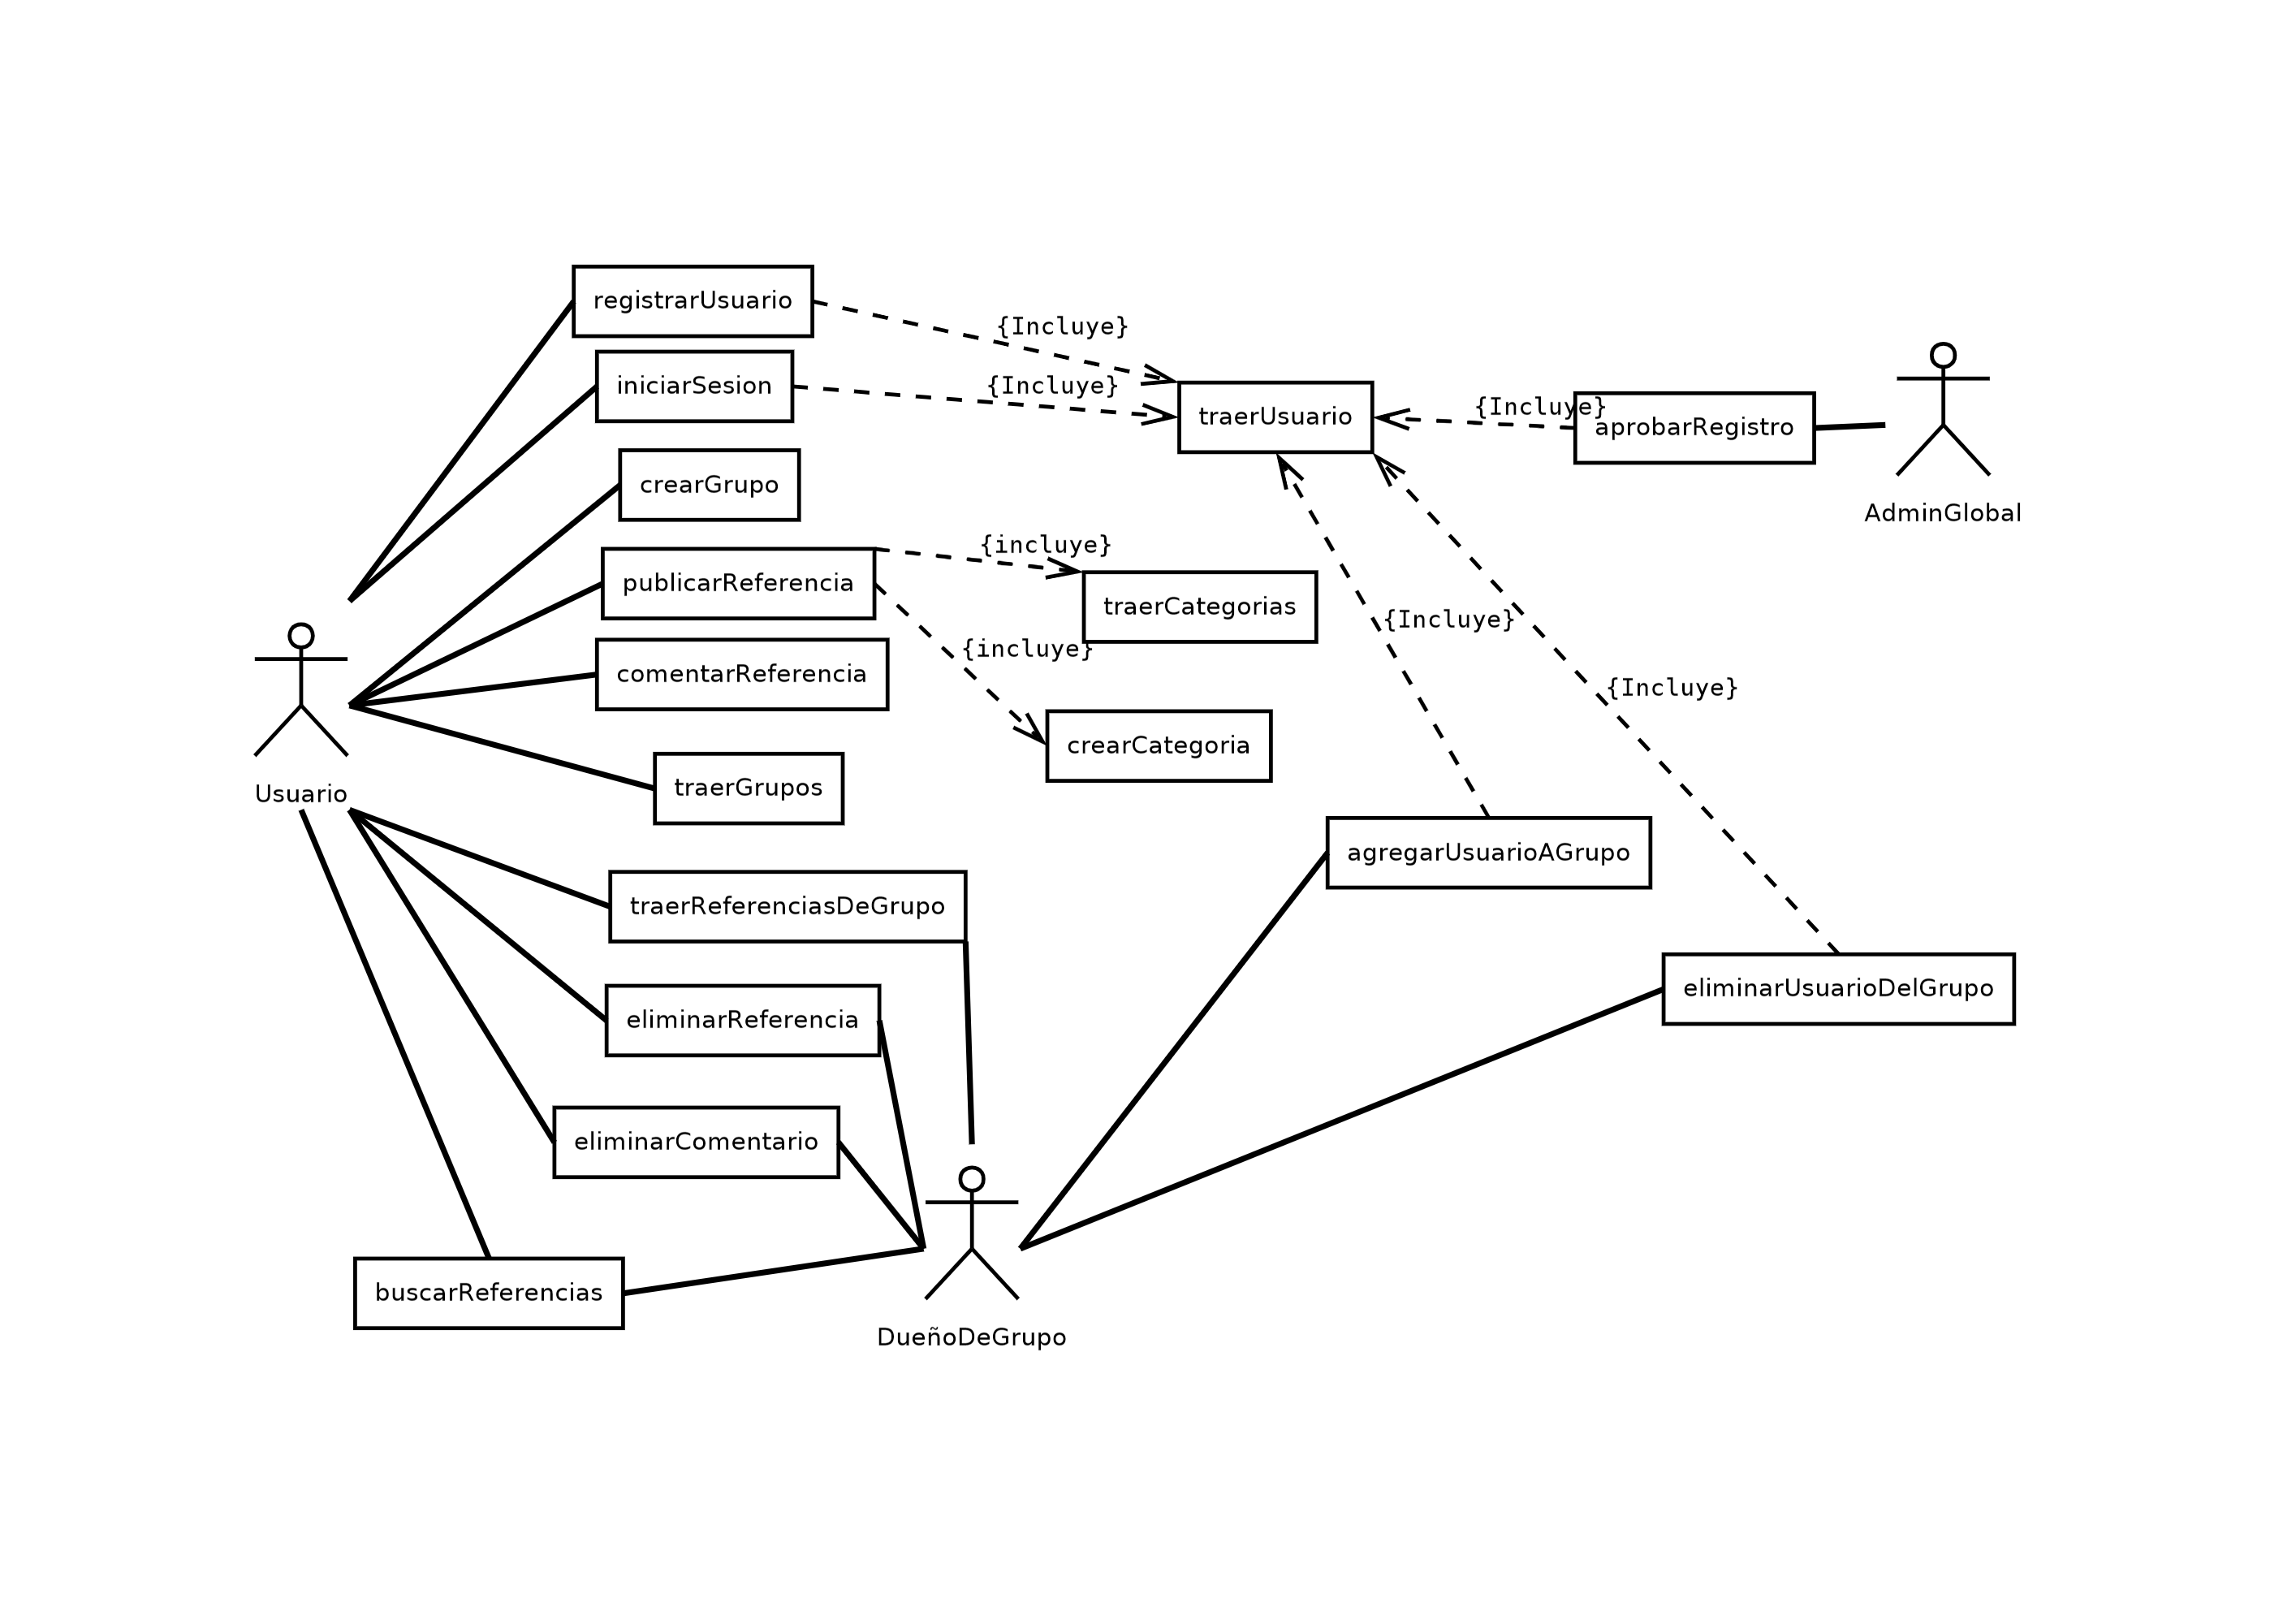 registrarUsuario
{Incluye}
iniciarSesion
{Incluye}
traerUsuario
{Incluye}
aprobarRegistro
crearGrupo
AdminGlobal
{incluye}
publicarReferencia
traerCategorias
{Incluye}
{incluye}
comentarReferencia
{Incluye}
crearCategoria
traerGrupos
Usuario
agregarUsuarioAGrupo
traerReferenciasDeGrupo
eliminarUsuarioDelGrupo
eliminarReferencia
eliminarComentario
buscarReferencias
DueñoDeGrupo